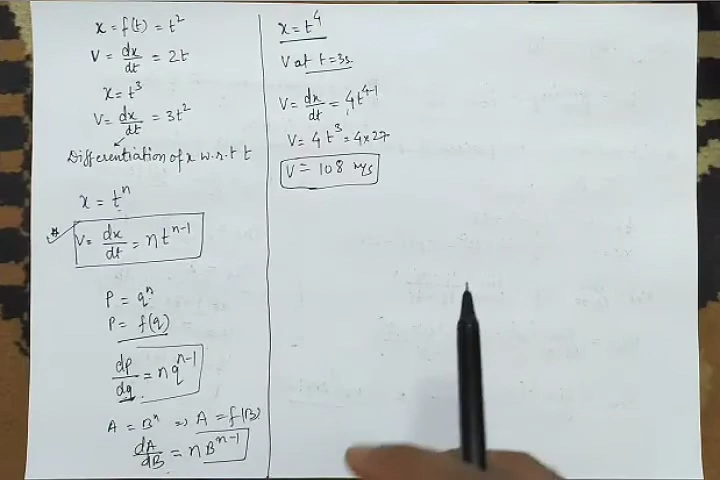 x = f(t) = t²
V = dx/dt = 2t
x = t³
V = dx/dt = 3t²
Differentiation of x w.r.t t
x = tⁿ
* V = dx/dt = n tⁿ⁻¹
P = qⁿ
P = f(q)
dP/dq = n qⁿ⁻¹
A = Bⁿ ⇒ A = f(B)
dA/dB = n Bⁿ⁻¹
x = t⁴
V at t = 3s
V = dx/dt = 4t⁴⁻¹
V = 4t³ = 4 x 27
V = 108 m/s